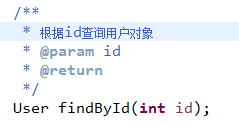 /**
* 根据id查询用户对象
* @param id
* @return
*/
User findById(int id);